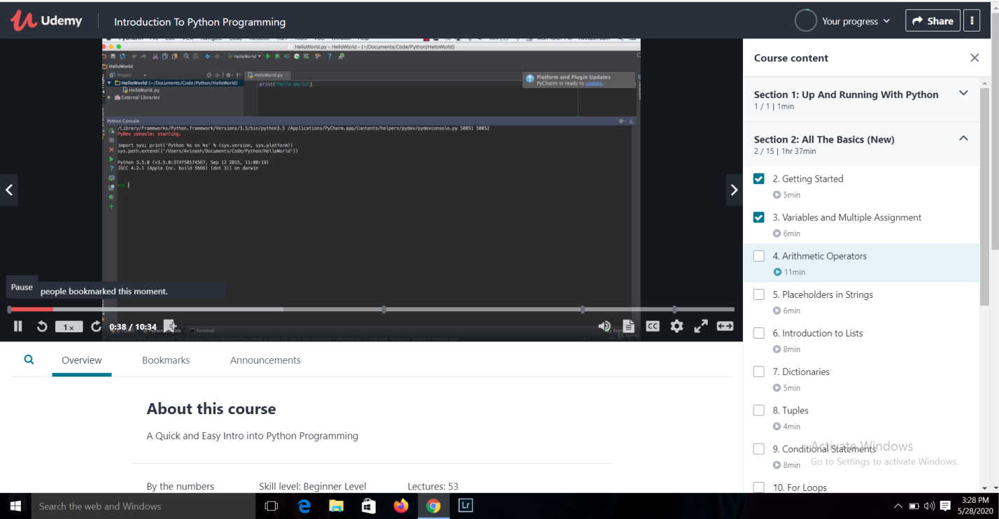 Udemy
Introduction To Python Programming
Your progress
Share
HelloWorld.py - HelloWorld - [~/Documents/Code/Python/HelloWorld]
HelloWorld
HelloWorld
Project
HelloWorld.py
HelloWorld (~/Documents/Code/Python/HelloWorld)
HelloWorld.py
External Libraries
print("Hello World")
Platform and Plugin Updates
PyCharm is ready to update.
Python Console
/Library/Frameworks/Python.framework/Versions/3.5/bin/python3.5 /Applications/PyCharm.app/Contents/helpers/pydev/pydevconsole.py 50051 50052
PyDev console: starting.
import sys; print('Python %s on %s' % (sys.version, sys.platform))
sys.path.extend(['/Users/Avinash/Documents/Code/Python/HelloWorld'])
Python 3.5.0 (v3.5.0:374f501f4567, Sep 12 2015, 11:00:19)
[GCC 4.2.1 (Apple Inc. build 5666) (dot 3)] on darwin
>>>
Pause
people bookmarked this moment.
1x
0:38 / 10:34
Terminal
CC
Course content
Section 1: Up And Running With Python
1 / 1 | 1min
Section 2: All The Basics (New)
2 / 15 | 1hr 37min
2. Getting Started
5min
3. Variables and Multiple Assignment
6min
4. Arithmetic Operators
11min
5. Placeholders in Strings
6min
6. Introduction to Lists
8min
7. Dictionaries
5min
8. Tuples
4min
9. Conditional Statements
8min
10. For Loops
Activate Windows
Go to Settings to activate Windows.
Overview
Bookmarks
Announcements
About this course
A Quick and Easy Intro into Python Programming
By the numbers
Skill level: Beginner Level
Lectures: 53
Search the web and Windows
Lr
3:28 PM
5/28/2020